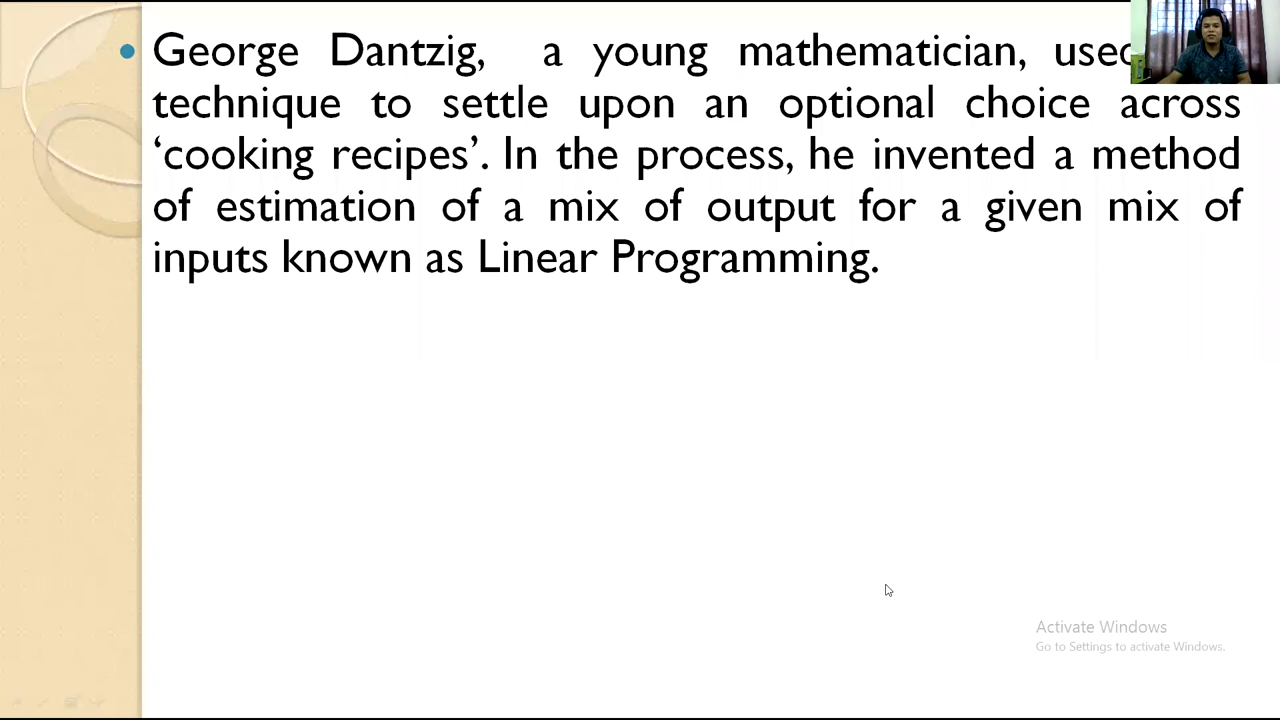 George Dantzig, a young mathematician, used
technique to settle upon an optional choice across
‘cooking recipes’. In the process, he invented a method
of estimation of a mix of output for a given mix of
inputs known as Linear Programming.
Activate Windows
Go to Settings to activate Windows.